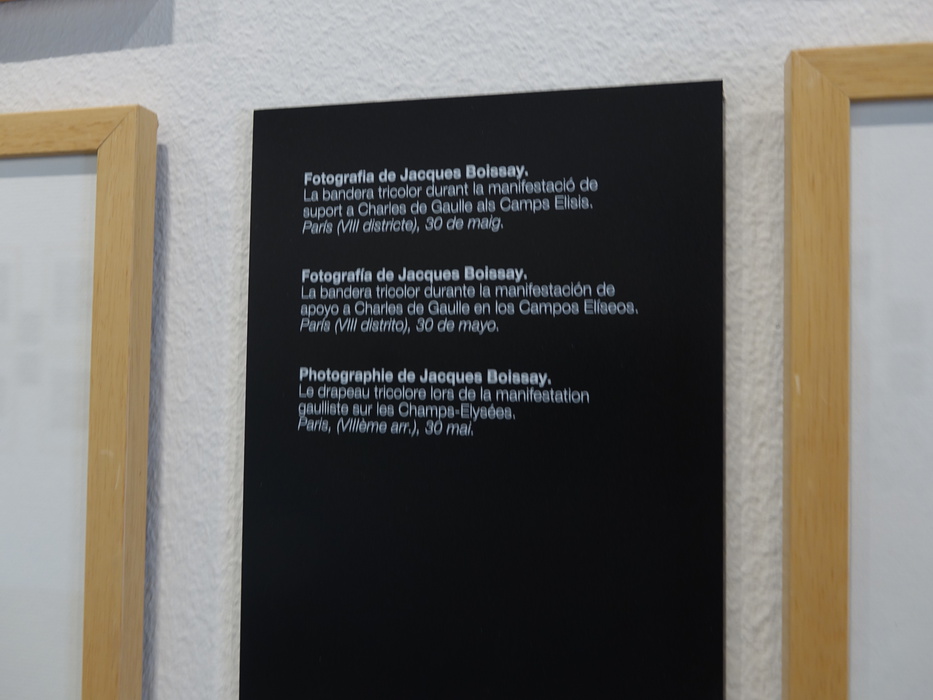 Fotografia de Jacques Boissay.
La bandera tricolor durant la manifestació de
suport a Charles de Gaulle als Camps Elisis.
París (VIII districte), 30 de maig.
Fotografía de Jacques Boissay.
La bandera tricolor durante la manifestación de
apoyo a Charles de Gaulle en los Campos Elíseos.
París (VIII distrito), 30 de mayo.
Photographie de Jacques Boissay.
Le drapeau tricolore lors de la manifestation
gaulliste sur les Champs-Elysées.
Paris, (VIIIème arr.), 30 mai.